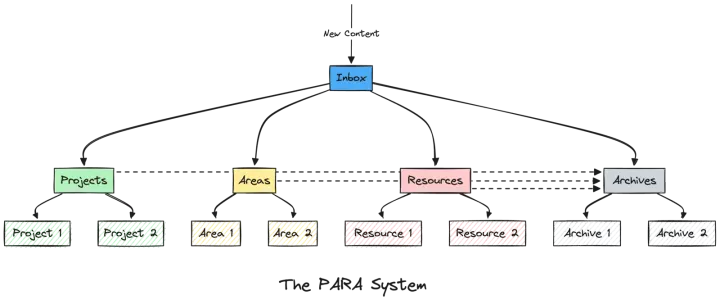 New Content
Inbox
Projects
Areas
Resources
Archives
Project 1
Project 2
Area 1
Area 2
Resource 1
Resource 2
Archive 1
Archive 2
The PARA System